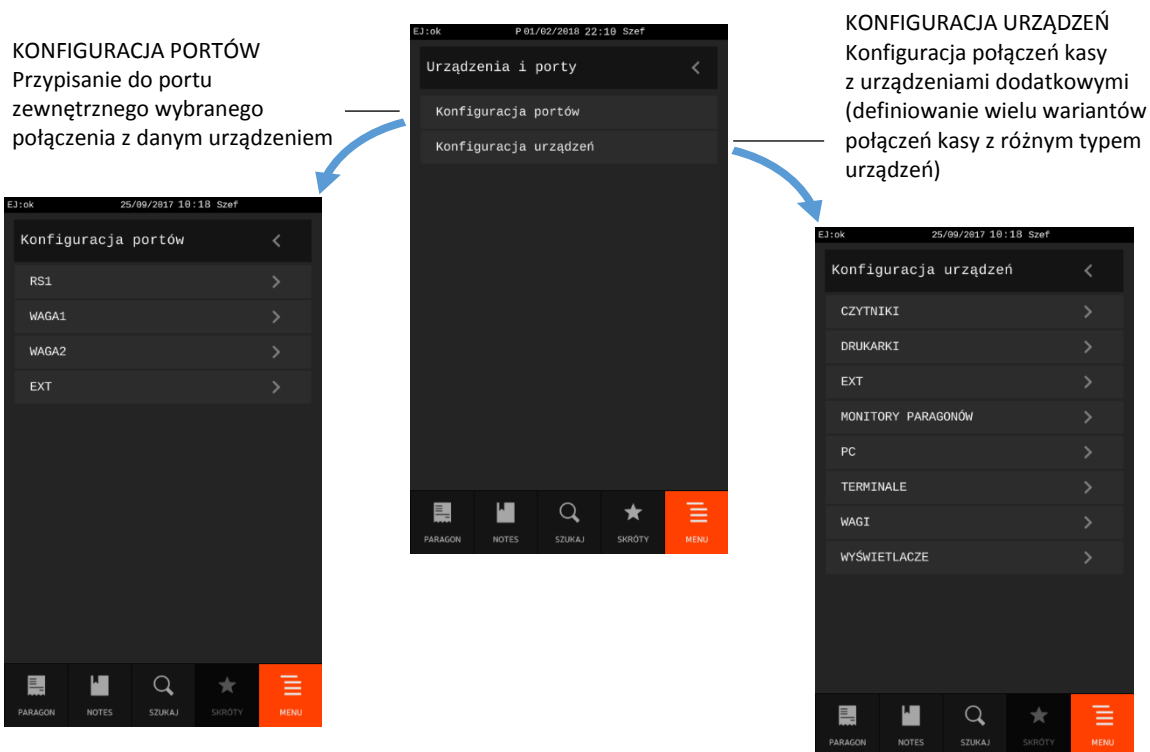 KONFIGURACJA PORTÓW
Przypisanie do portu
zewnętrznego wybranego
połączenia z danym urządzeniem
EJ:ok P 01/02/2018 22:10 Szef
Urządzenia i porty
Konfiguracja portów
Konfiguracja urządzeń
PARAGON NOTES SZUKAJ SKRÓTY MENU
KONFIGURACJA URZĄDZEŃ
Konfiguracja połączeń kasy
z urządzeniami dodatkowymi
(definiowanie wielu wariantów
połączeń kasy z różnym typem
urządzeń)
EJ:ok 25/09/2017 10:18 Szef
Konfiguracja portów
RS1
WAGA1
WAGA2
EXT
PARAGON NOTES SZUKAJ SKRÓTY MENU
EJ:ok 25/09/2017 10:18 Szef
Konfiguracja urządzeń
CZYTNIKI
DRUKARKI
EXT
MONITORY PARAGONÓW
PC
TERMINALE
WAGI
WYŚWIETLACZE
PARAGON NOTES SZUKAJ SKRÓTY MENU